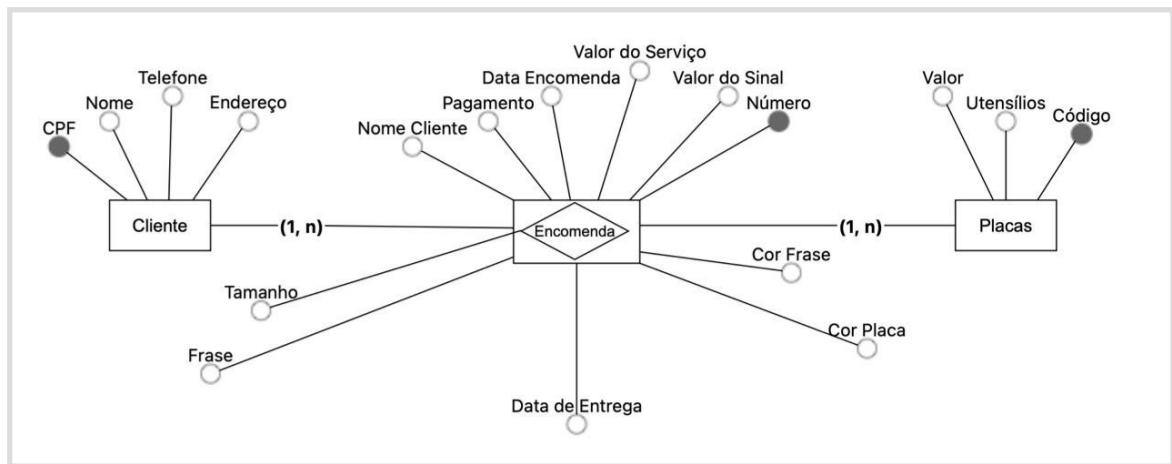 Valor do Serviço
Telefone
Data Encomenda
Valor do Sinal
Valor
Nome
Endereço
Pagamento
Número
Utensílios
CPF
Nome Cliente
Código
Cliente
(1, n)
Encomenda
(1, n)
Placas
Cor Frase
Tamanho
Cor Placa
Frase
Data de Entrega